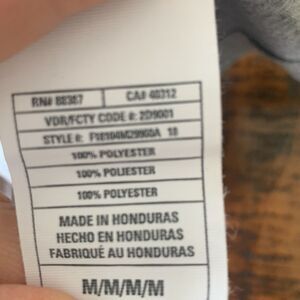 RN# 88387 CA# 40312
VDR/FCTY CODE #: 2D9001
STYLE #: 18
100% POLYESTER
100% POLIESTER
100% POLYESTER
MADE IN HONDURAS
HECHO EN HONDURAS
FABRIQUÉ AU HONDURAS
M/M/M/M